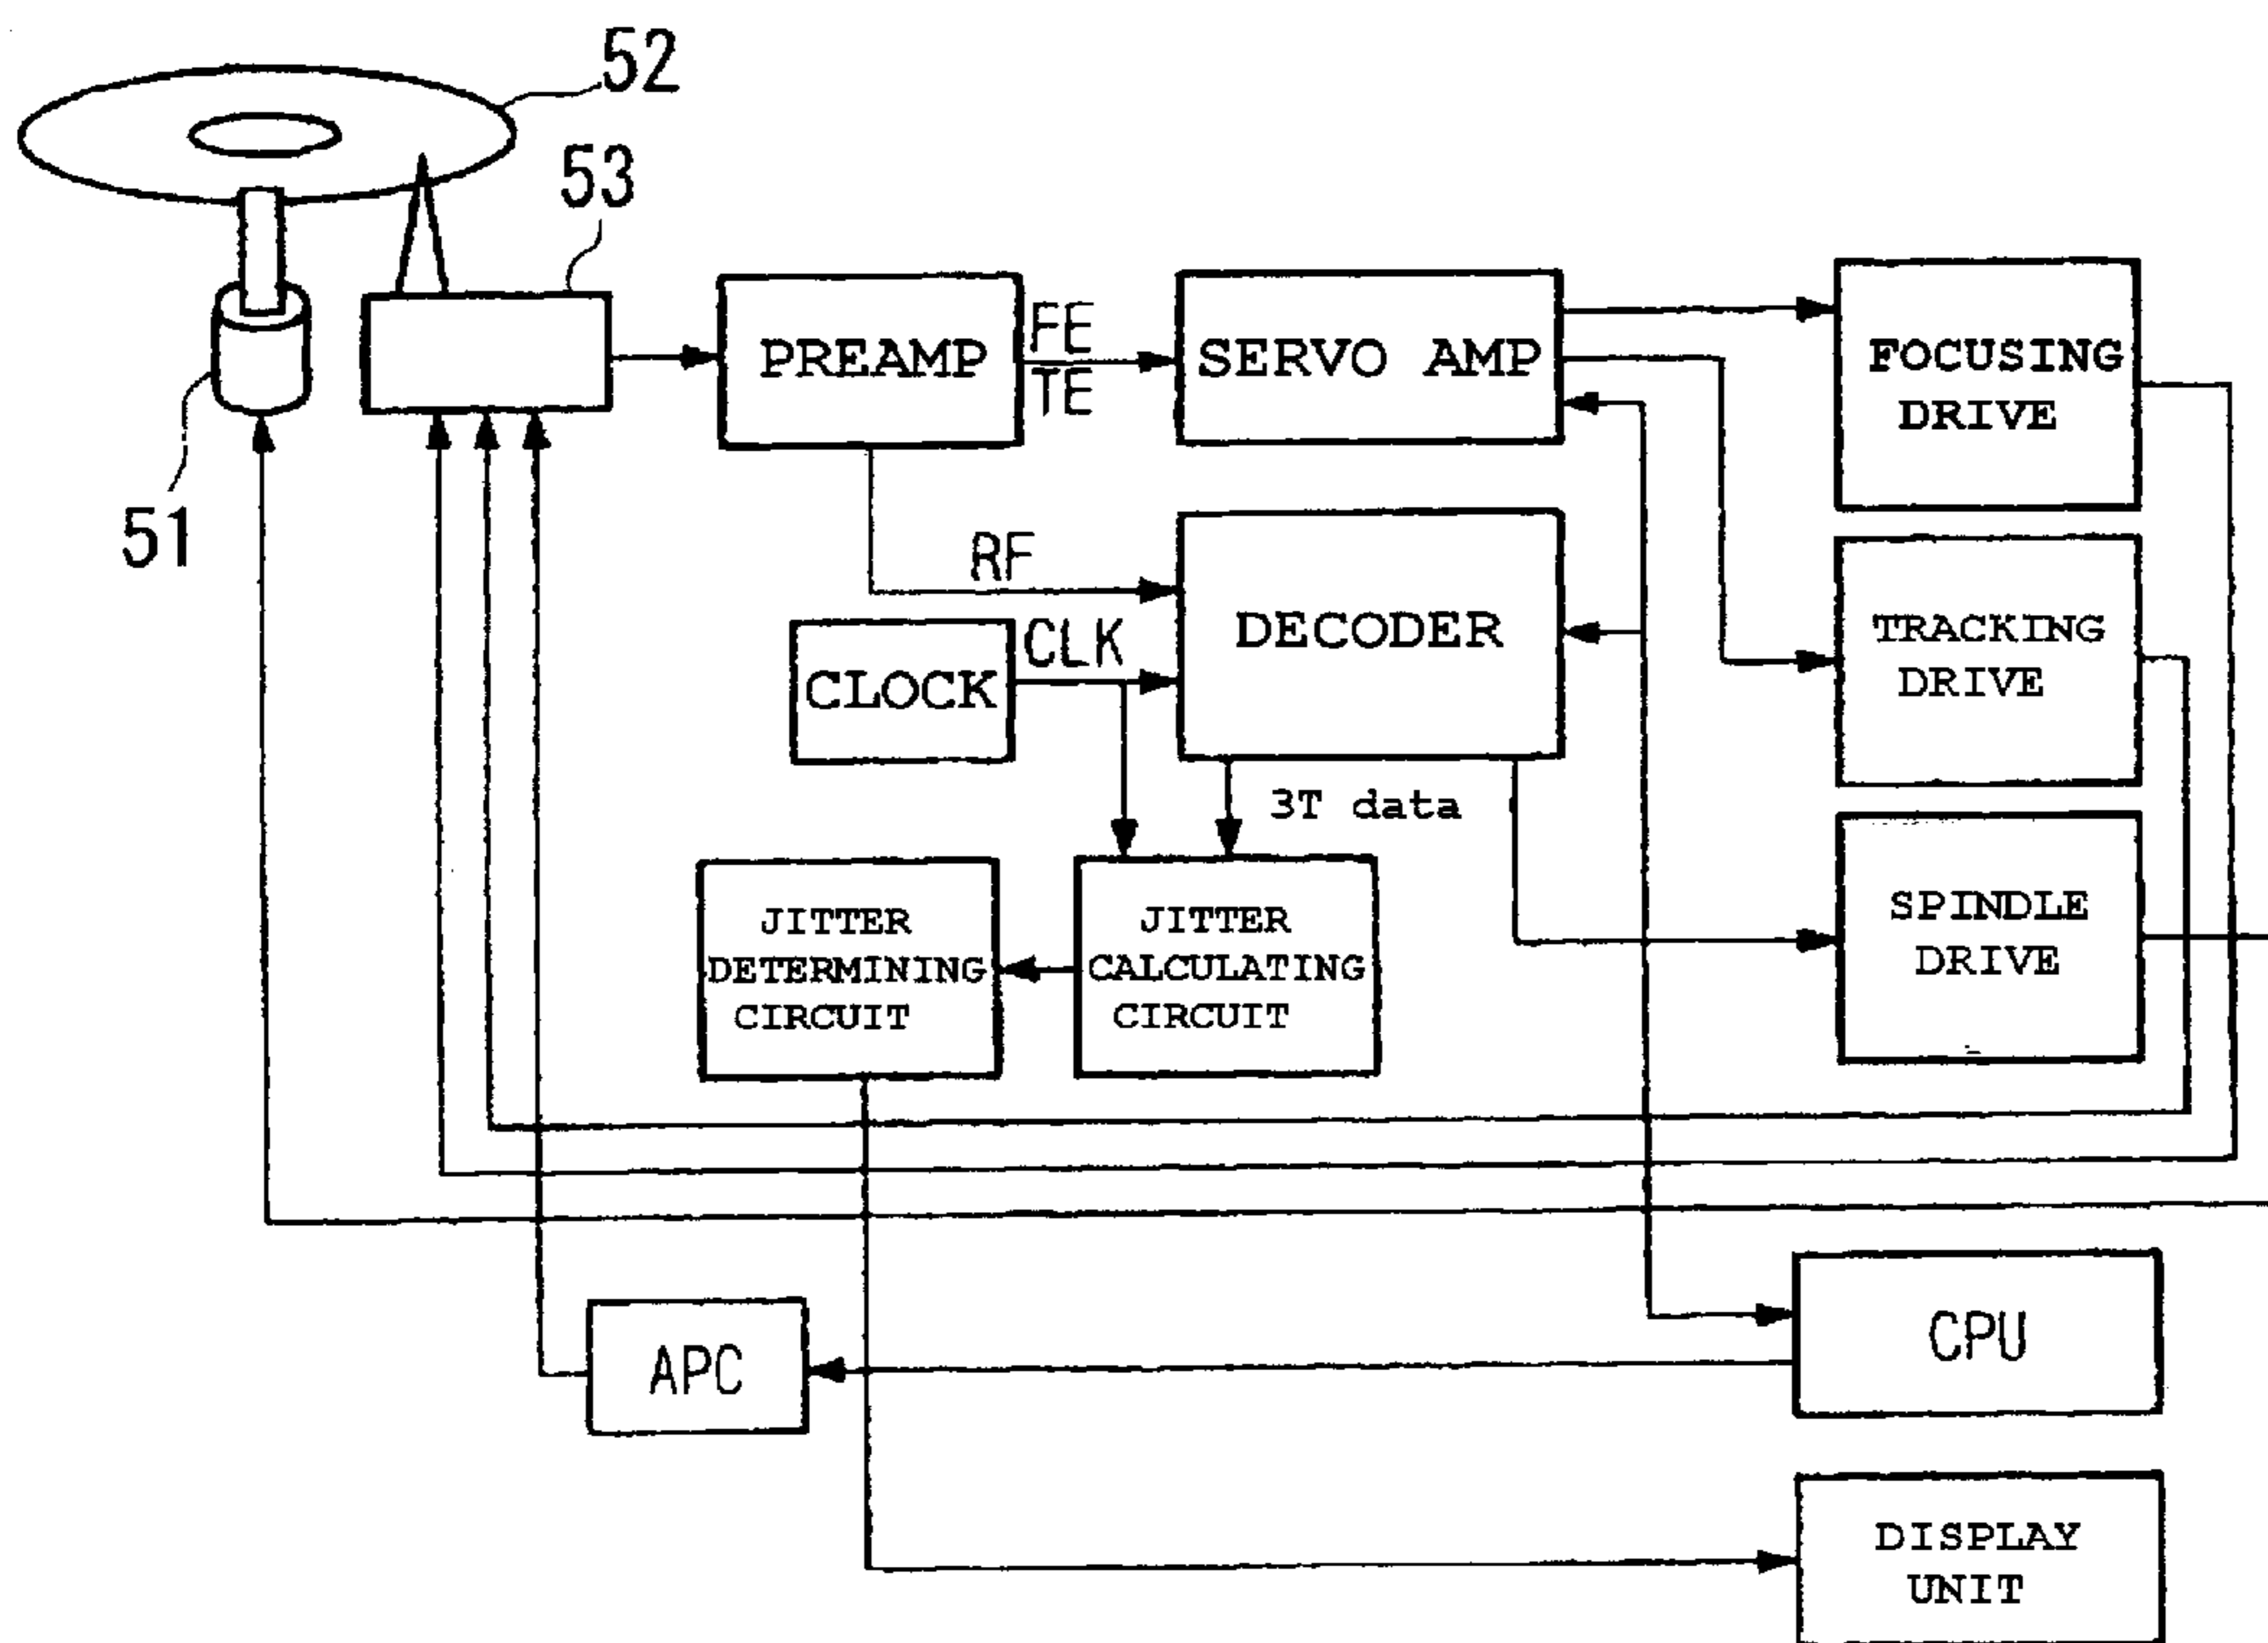 52
53
51
PREAMP
FE
TE
SERVO AMP
FOCUSING
DRIVE
RF
CLOCK
CLK
DECODER
TRACKING
DRIVE
3T data
JITTER
DETERMINING
CIRCUIT
JITTER
CALCULATING
CIRCUIT
SPINDLE
DRIVE
APC
CPU
DISPLAY
UNIT